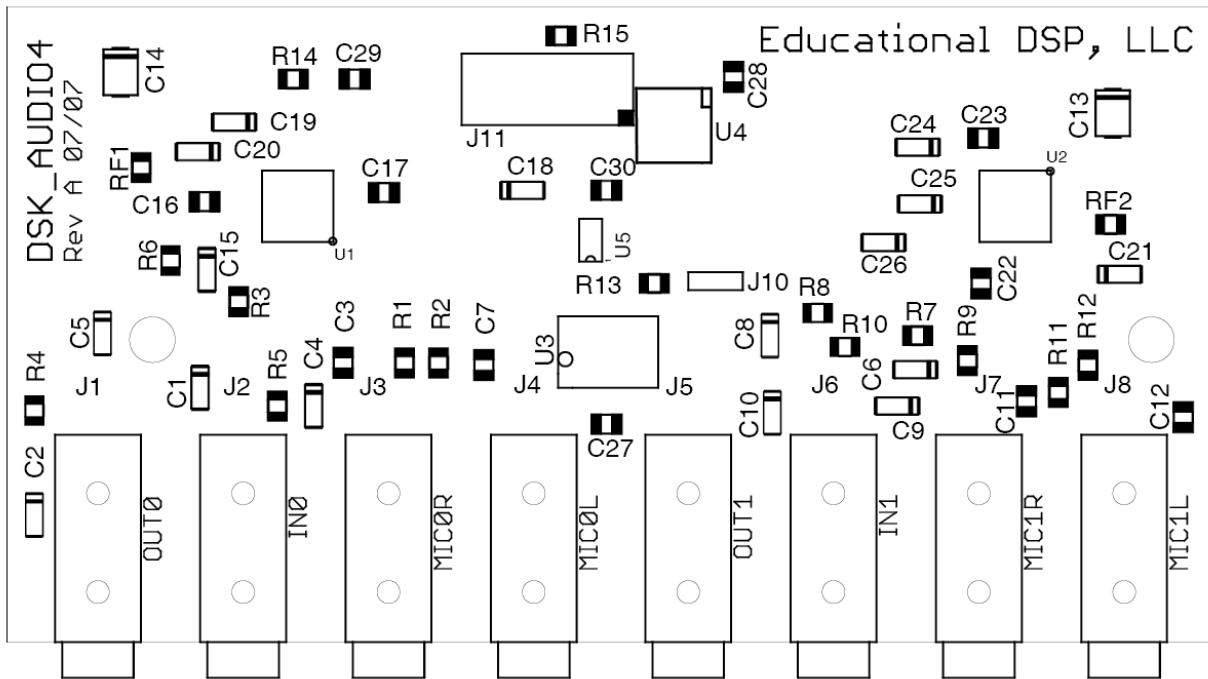 DSK_AUDIO4
Rev A 07/07
Educational DSP, LLC
C14
R14
C29
R15
C28
C13
J11
U4
C19
C20
RF1
C16
C17
C18
C30
C24
C23
C25
U2
RF2
U1
U5
C26
C21
R6
C15
R3
R13
J10
C22
C5
C3
R1
R2
C7
U3
C8
R8
R10
R7
R9
R12
R11
R4
J1
C1
J2
R5
C4
J3
J4
J5
C10
J6
C6
C9
J7
C11
J8
C12
C27
C2
OUT0
IN0
MIC0R
MIC0L
OUT1
IN1
MIC1R
MIC1L